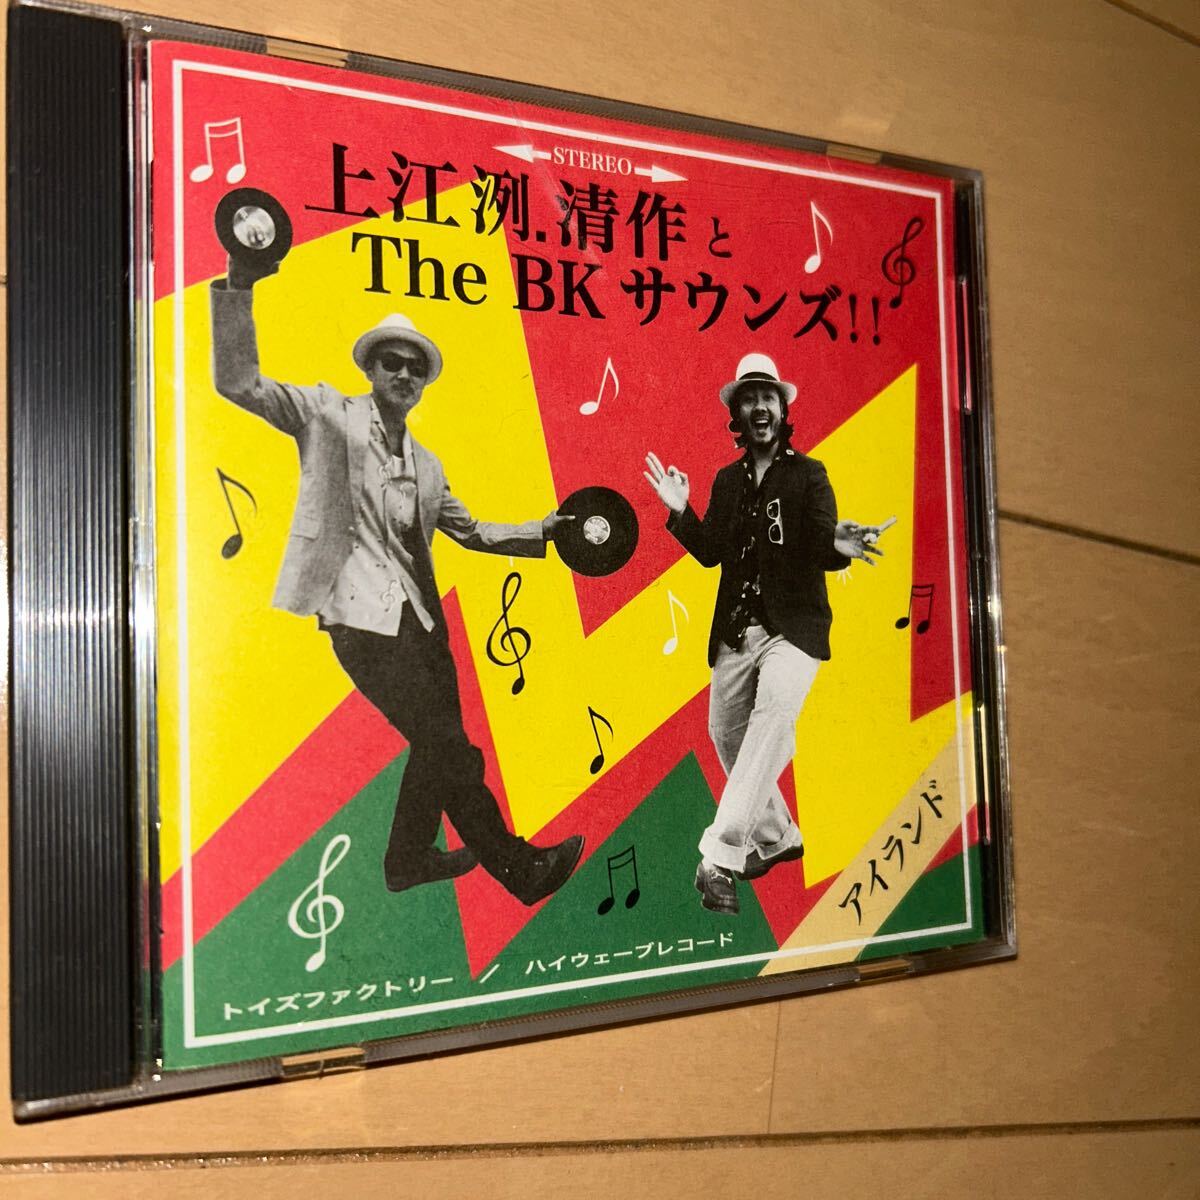 STEREO
上江洌.清作と
The BK サウンズ!!
アイランド
トイズファクトリー / ハイウェーブレコード